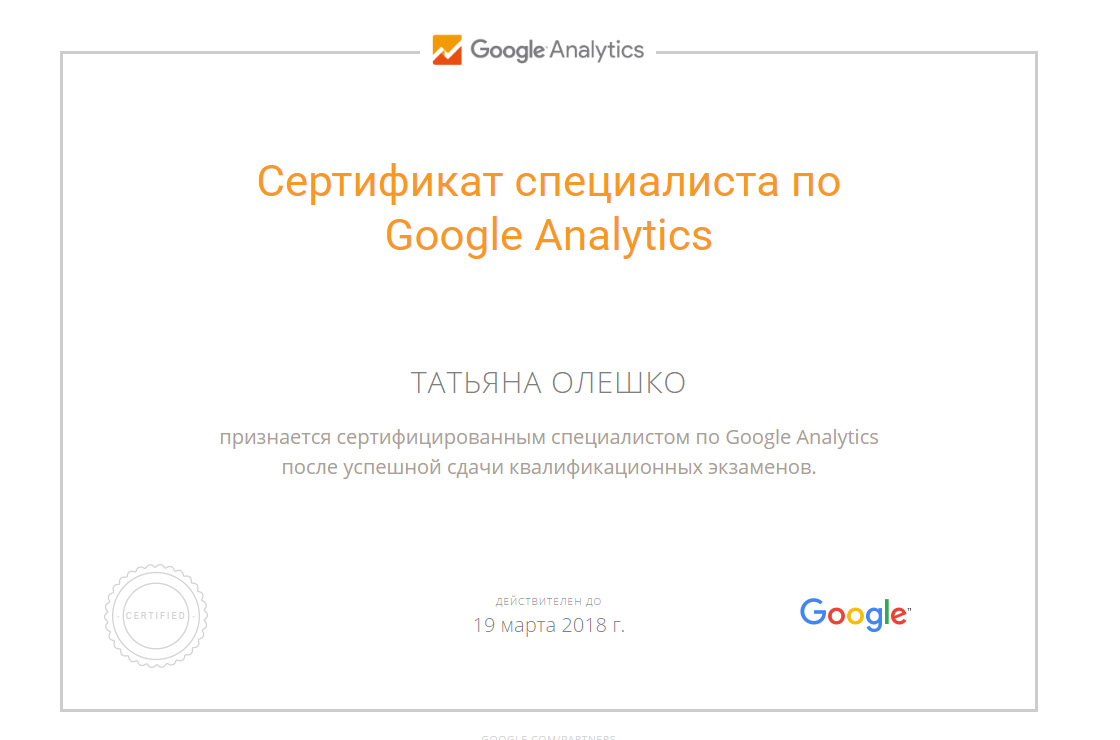 Google Analytics
Сертификат специалиста по
Google Analytics
ТАТЬЯНА ОЛЕШКО
признается сертифицированным специалистом по Google Analytics
после успешной сдачи квалификационных экзаменов.
· CERTIFIED ·
ДЕЙСТВИТЕЛЕН ДО
19 марта 2018 г.
Google
GOOGLE.COM/PARTNERS